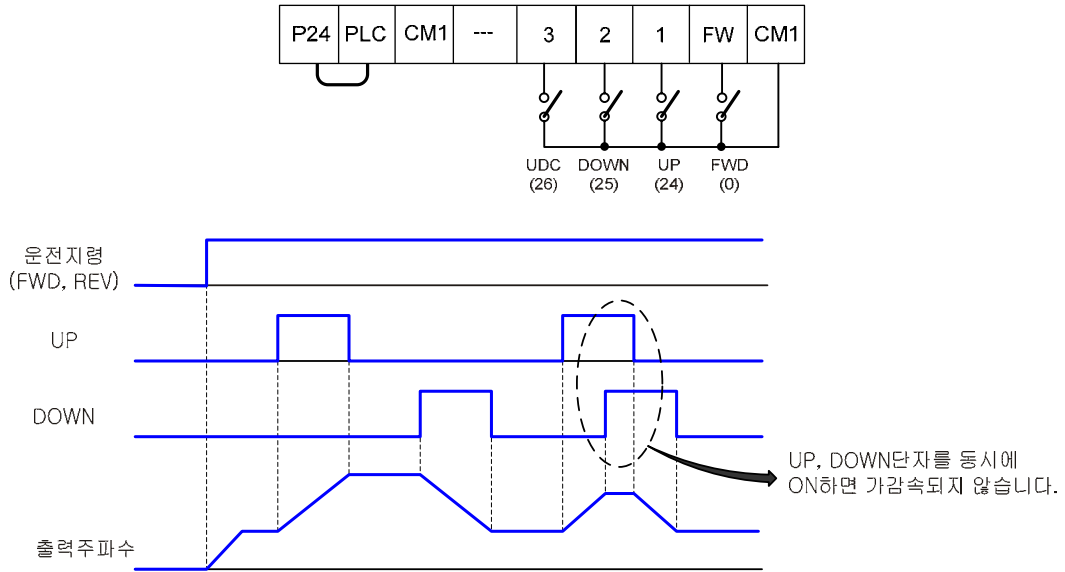 P24 PLC CM1 --- 3 2 1 FW CM1
UDC DOWN UP FWD
(26) (25) (24) (0)
운전지령
(FWD, REV)
UP
DOWN
UP, DOWN단자를 동시에
ON하면 가감속되지 않습니다.
출력주파수